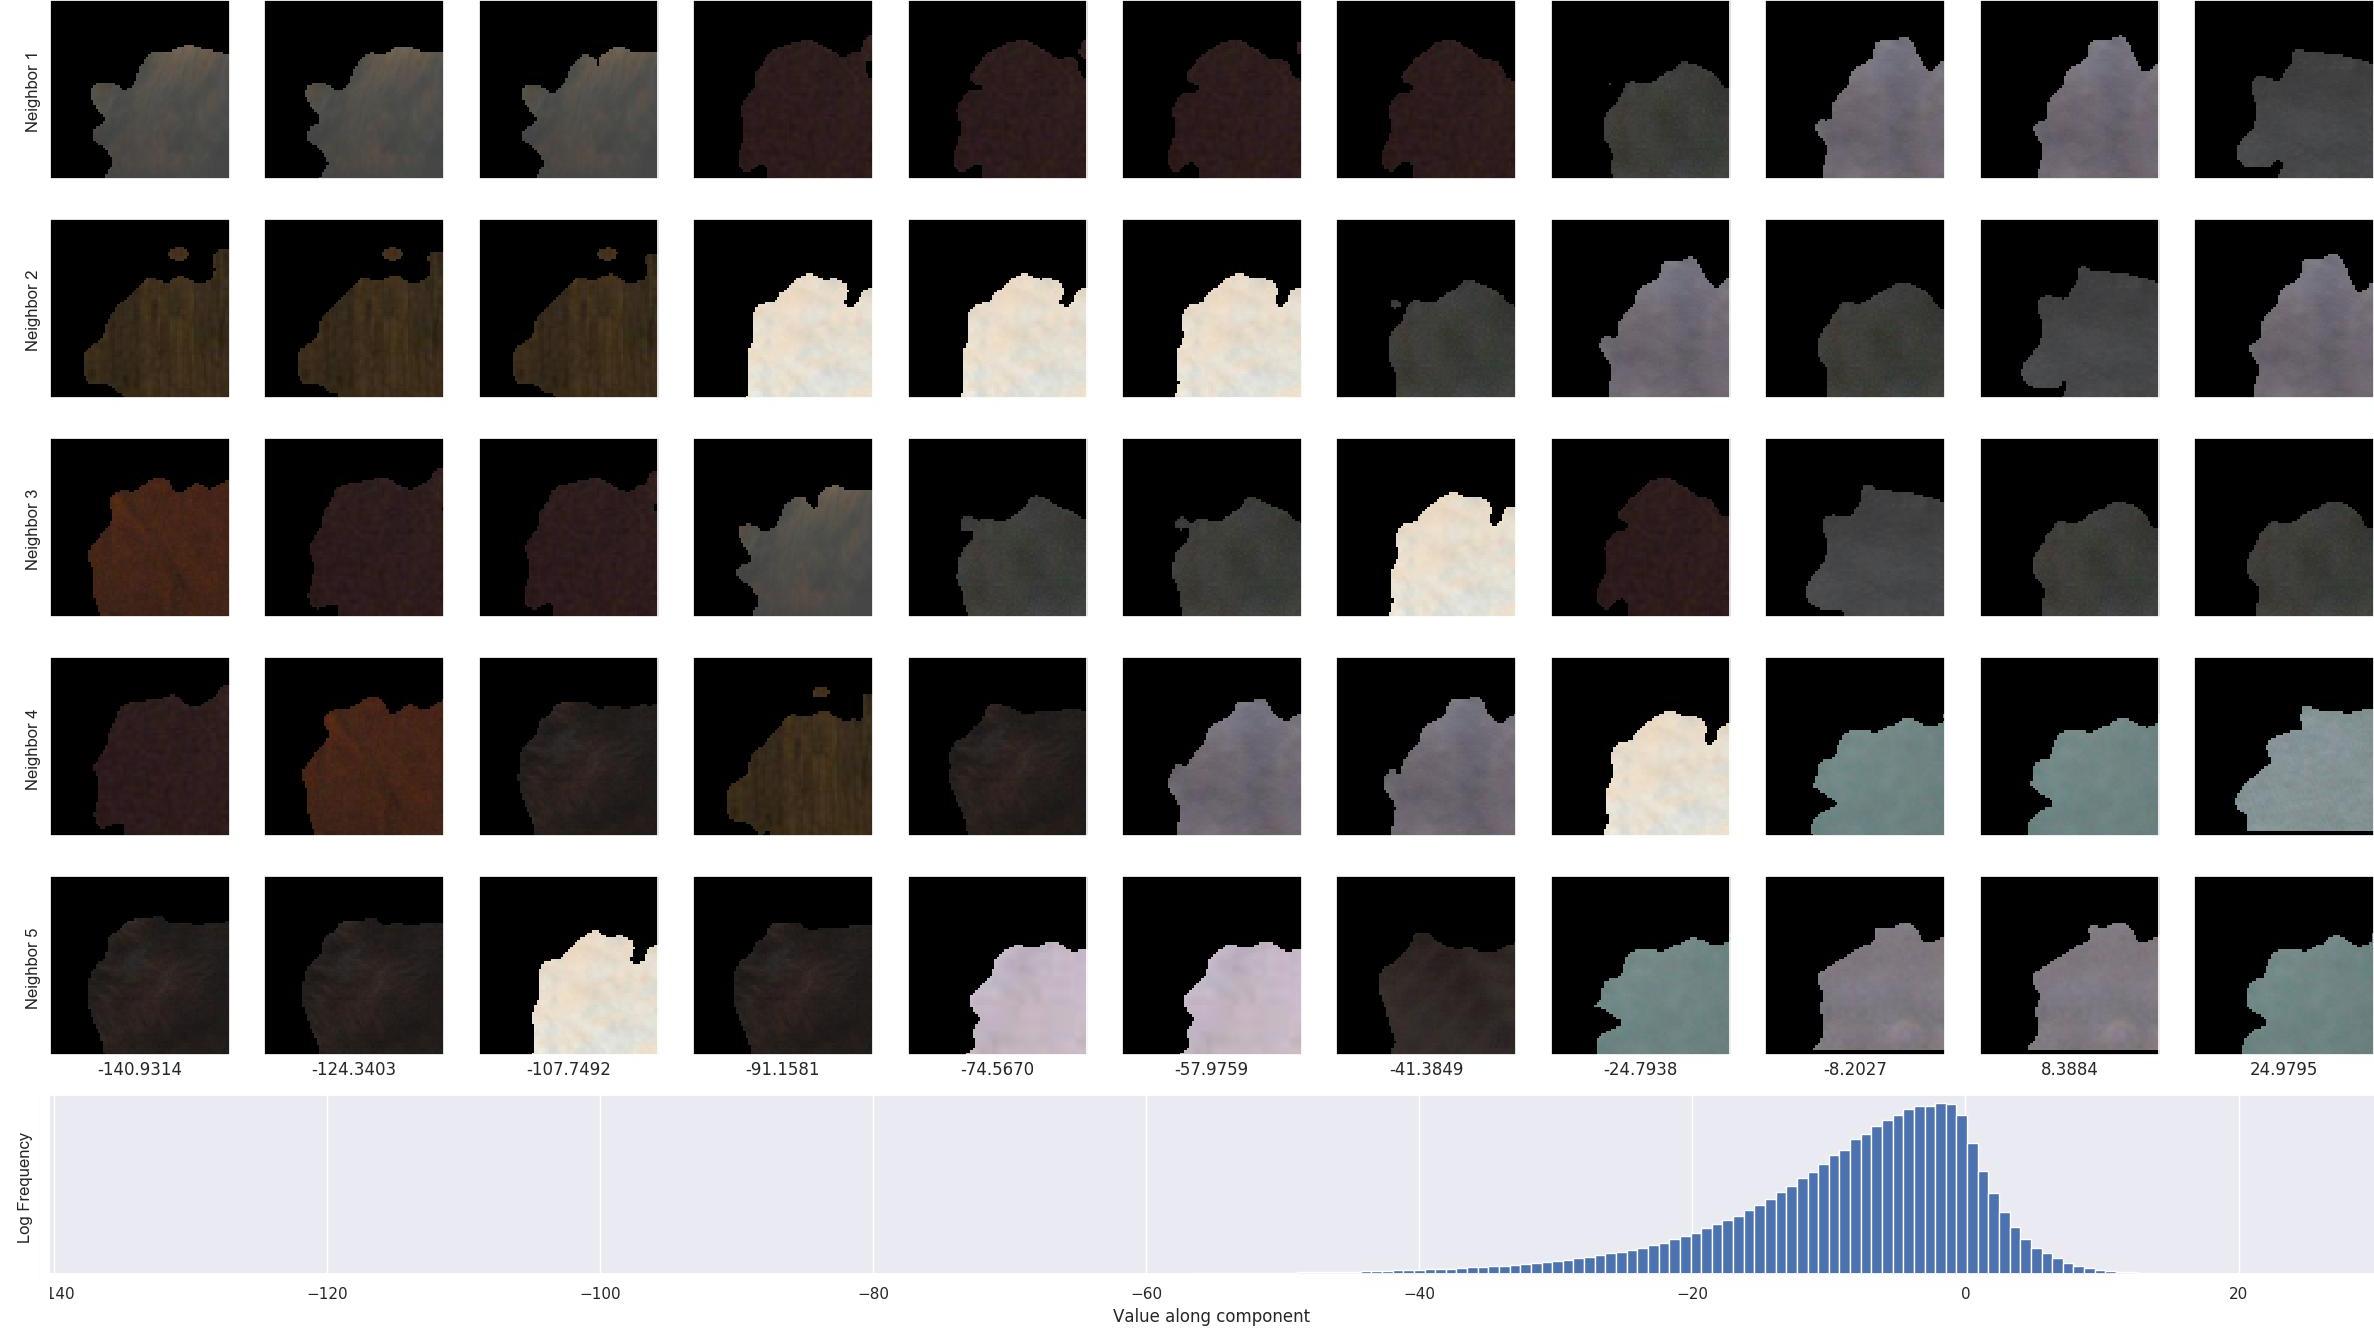 Neighbor 1
Neighbor 2
Neighbor 3
Neighbor 4
Neighbor 5
-140.9314 -124.3403 -107.7492 -91.1581 -74.5670 -57.9759 -41.3849 -24.7938 -8.2027 8.3884 24.9795
Log Frequency
140 −120 −100 −80 −60 −40 −20 0 20
Value along component